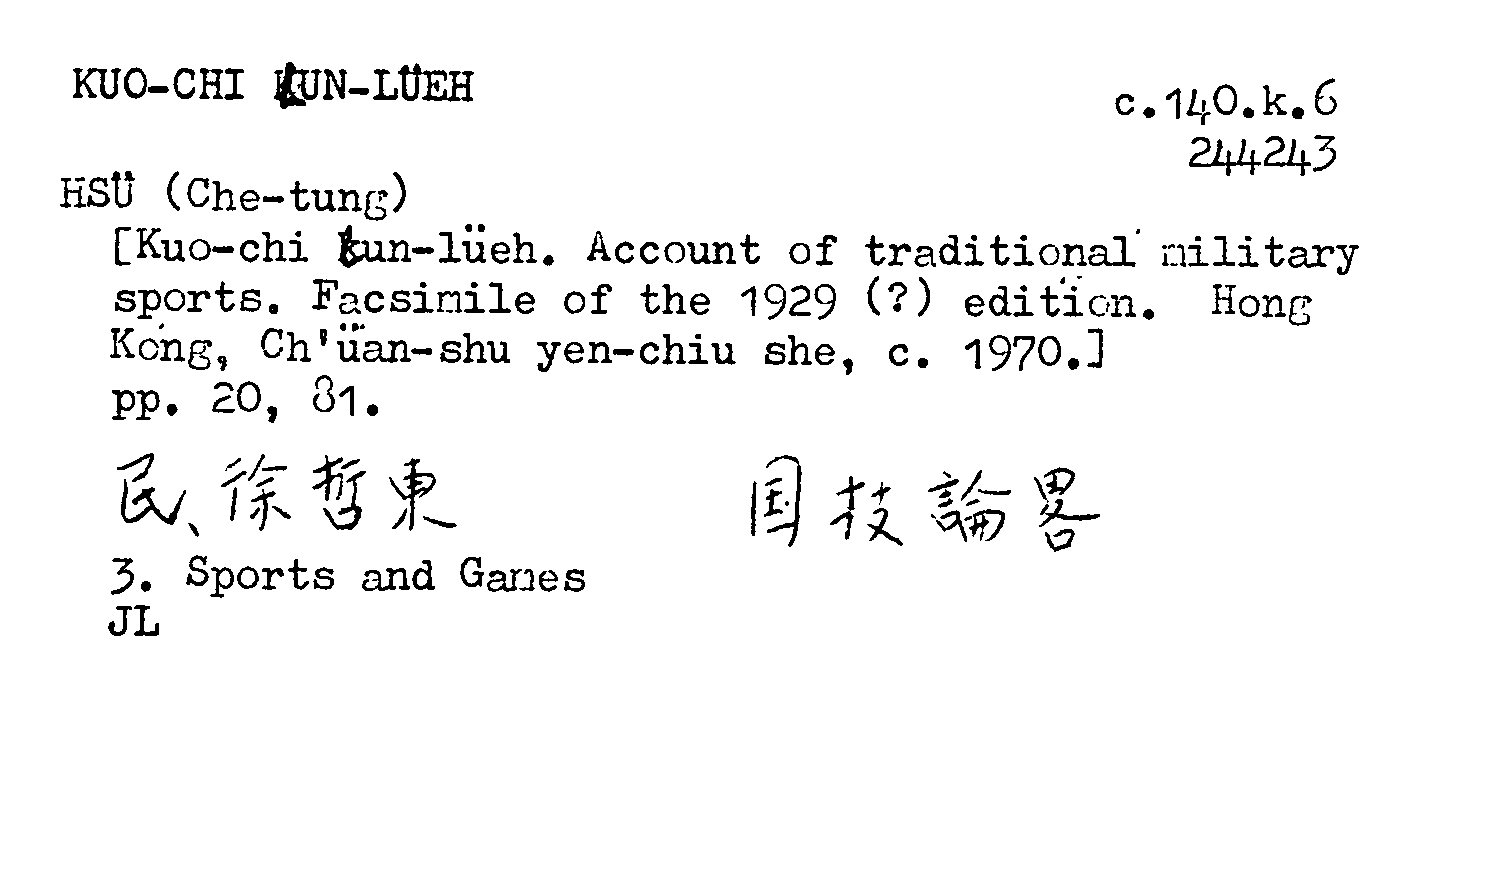 KUO-CHI LUN-LÜEH
c.140.k.6
244243
HSÜ (Che-tung)
[Kuo-chi lun-lüeh. Account of traditional military
sports. Facsimile of the 1929 (?) edition. Hong
Kong, Ch'üan-shu yen-chiu she, c. 1970.]
pp. 20, 81.
民、徐哲東 国技論畧
3. Sports and Games
JL